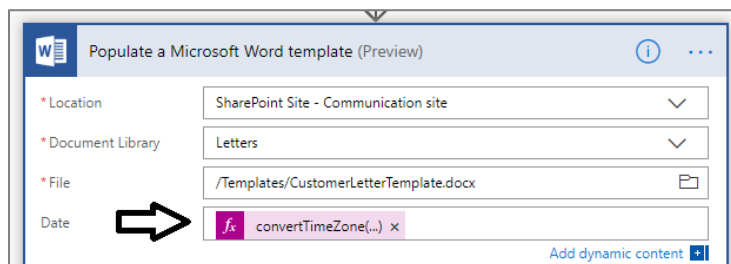 Populate a Microsoft Word template (Preview)
* Location SharePoint Site - Communication site
* Document Library Letters
* File /Templates/CustomerLetterTemplate.docx
Date fx convertTimeZone(...) ×
Add dynamic content